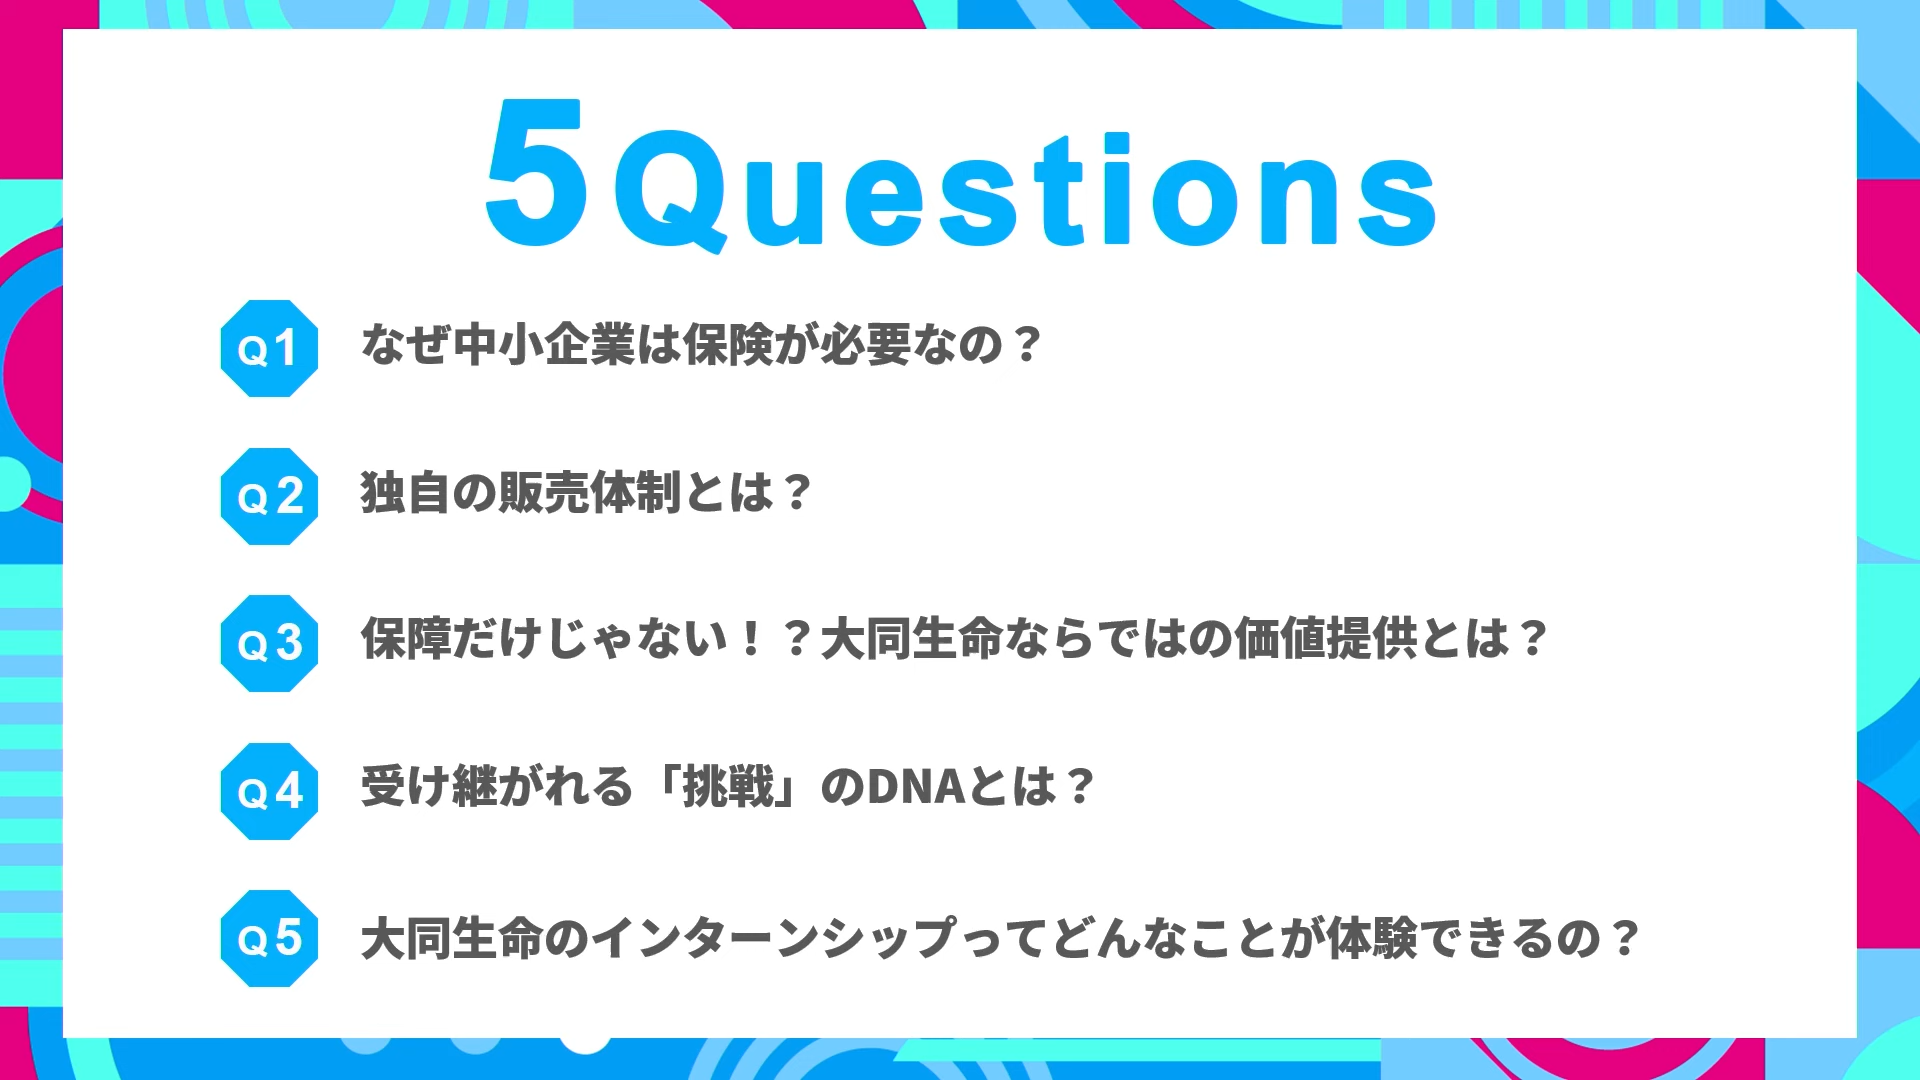 5 Questions
Q1 なぜ中小企業は保険が必要なの？
Q2 独自の販売体制とは？
Q3 保障だけじゃない！？大同生命ならではの価値提供とは？
Q4 受け継がれる「挑戦」のDNAとは？
Q5 大同生命のインターンシップってどんなことが体験できるの？